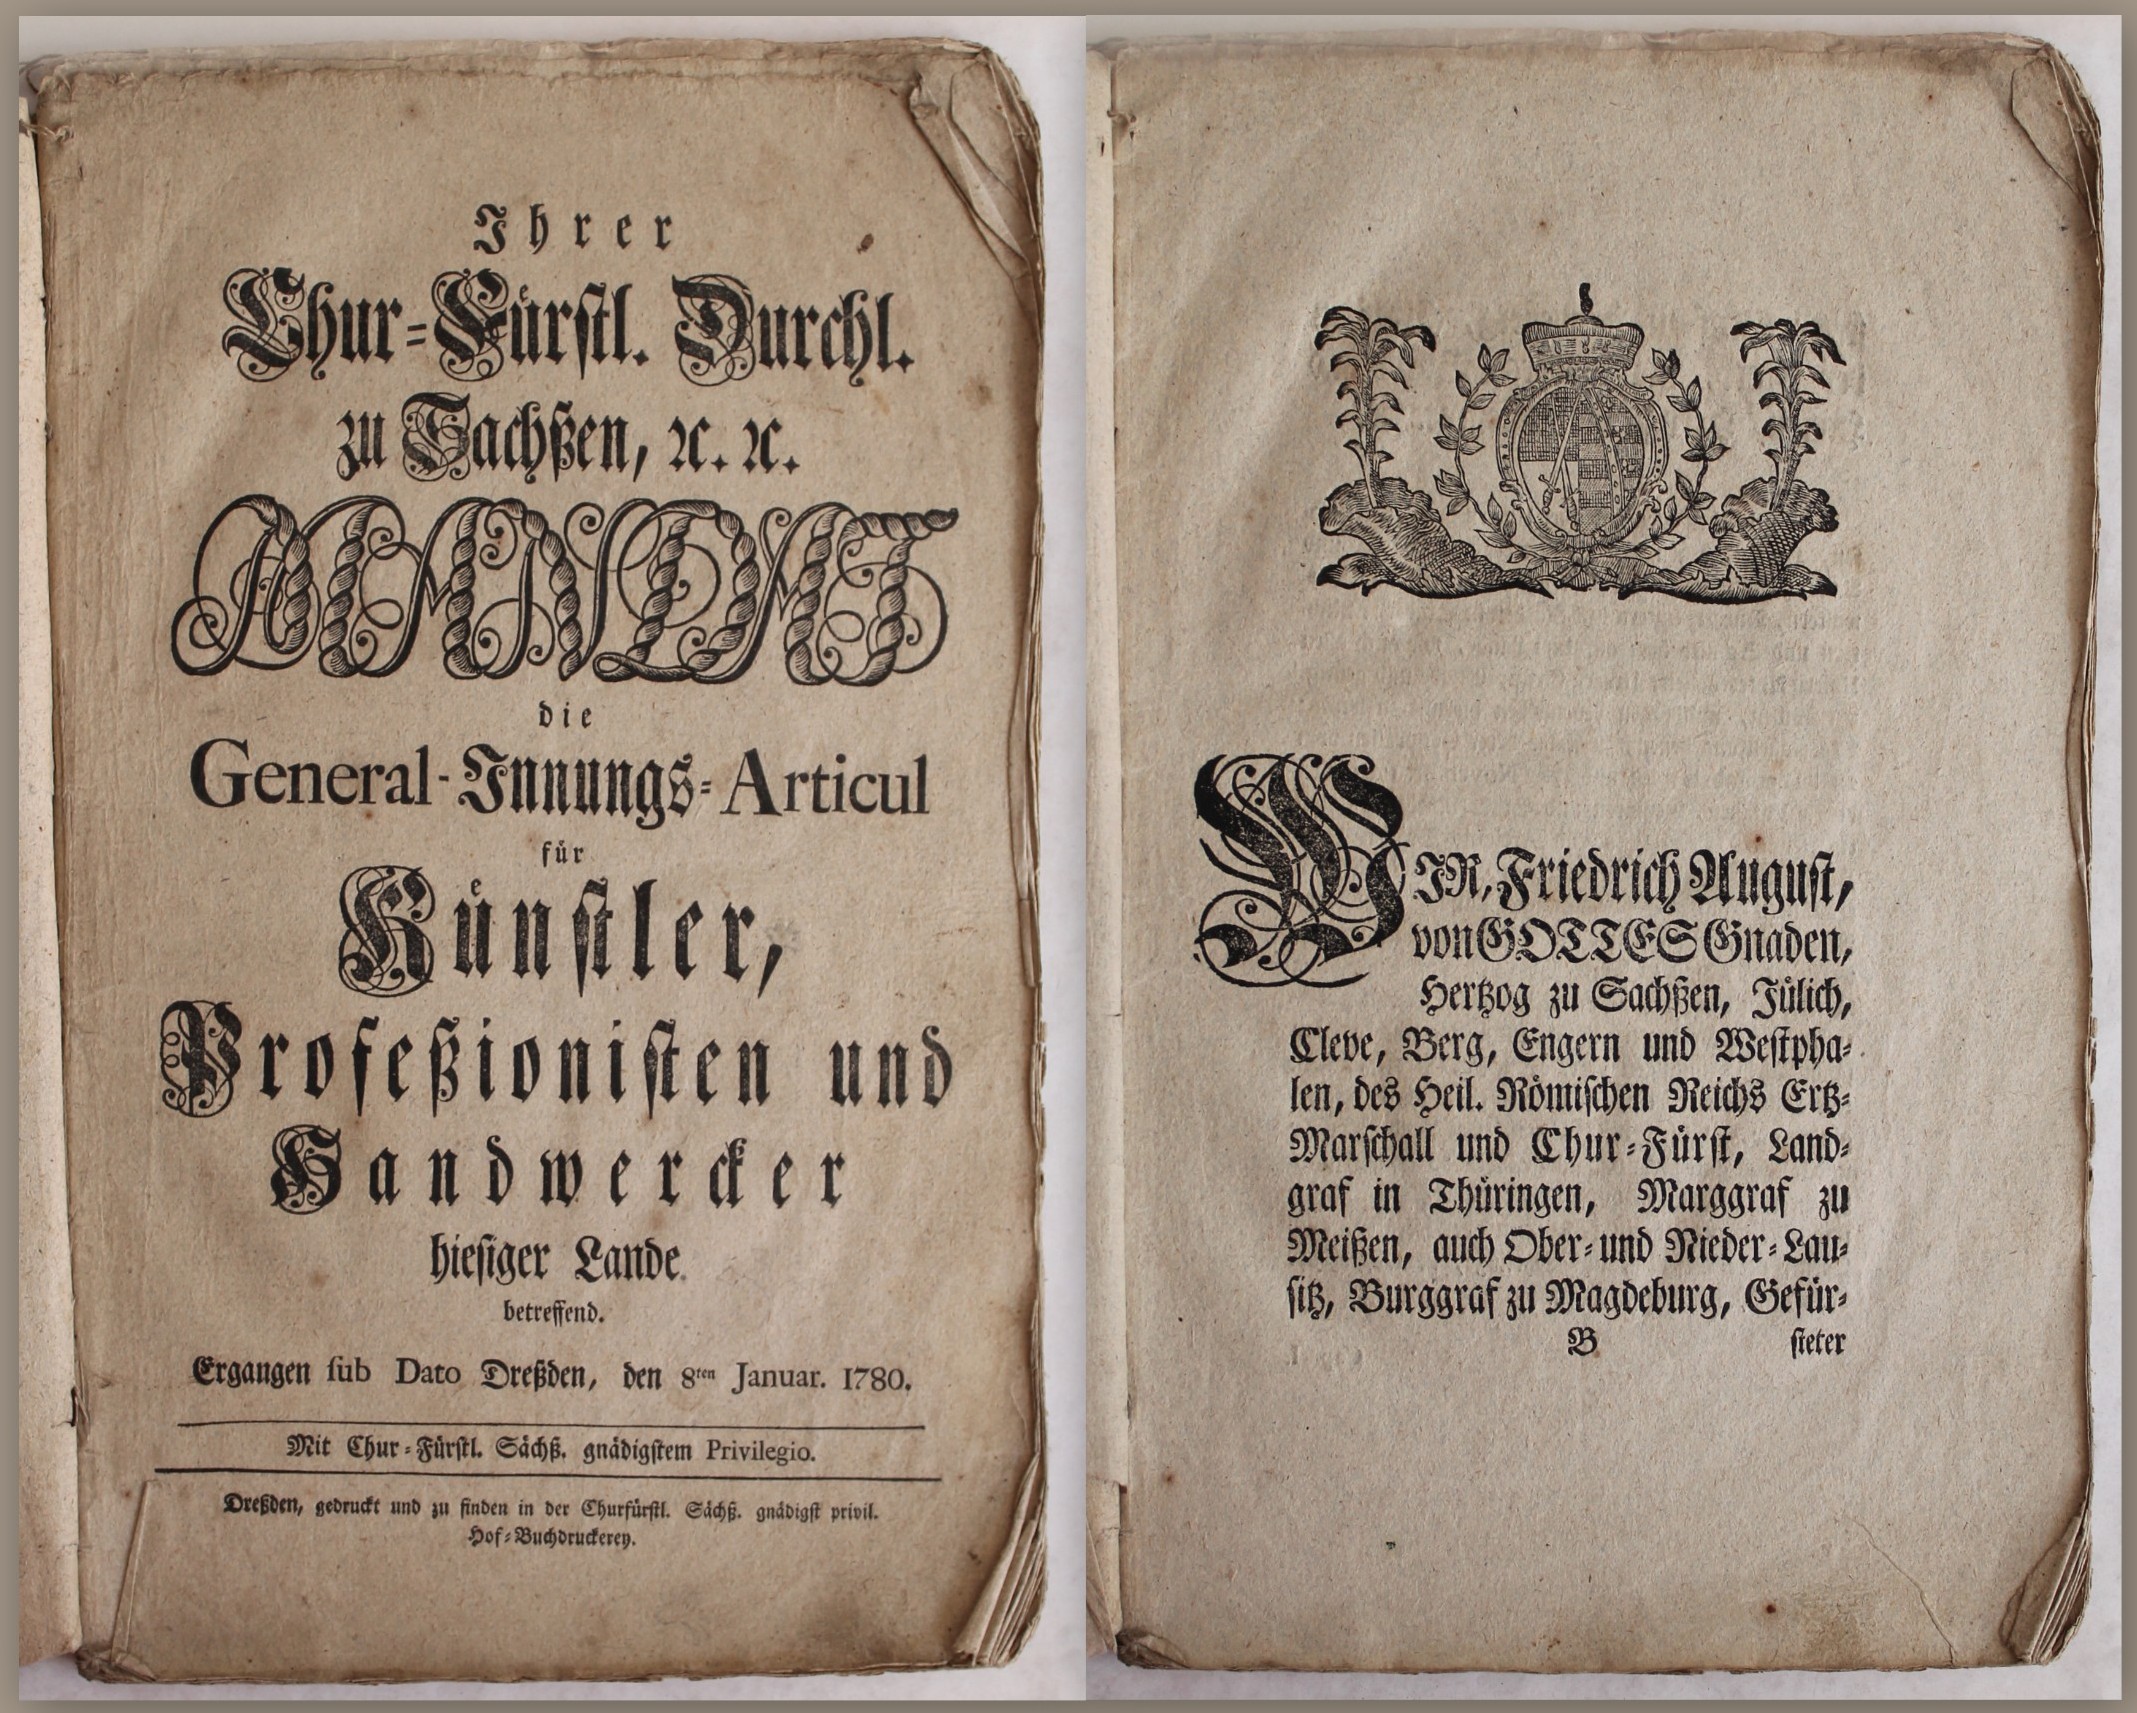 Ihrer
Chur=Fürſtl. Durchl.
zu Sachßen, ꝛc. ꝛc.
MANDAT
die
General-Innungs=Articul
für
Künſtler,
Profeßioniſten und
Handwercker
hieſiger Lande
betreffend.
Ergangen ſub Dato Dreßden, den 8ten Januar. 1780.
Mit Chur=Fürſtl. Sächß. gnädigſtem Privilegio.
Dreßden, gedruckt und zu finden in der Churfürſtl. Sächß. gnädigſt privil.
Hof=Buchdruckerey.
WIR, Friedrich Auguſt,
von GOTTES Gnaden,
Hertzog zu Sachßen, Jülich,
Cleve, Berg, Engern und Weſtpha=
len, des Heil. Römiſchen Reichs Ertz=
Marſchall und Chur=Fürſt, Land=
graf in Thüringen, Marggraf zu
Meißen, auch Ober=und Nieder=Lau=
ſitz, Burggraf zu Magdeburg, Gefür=
B ſteter